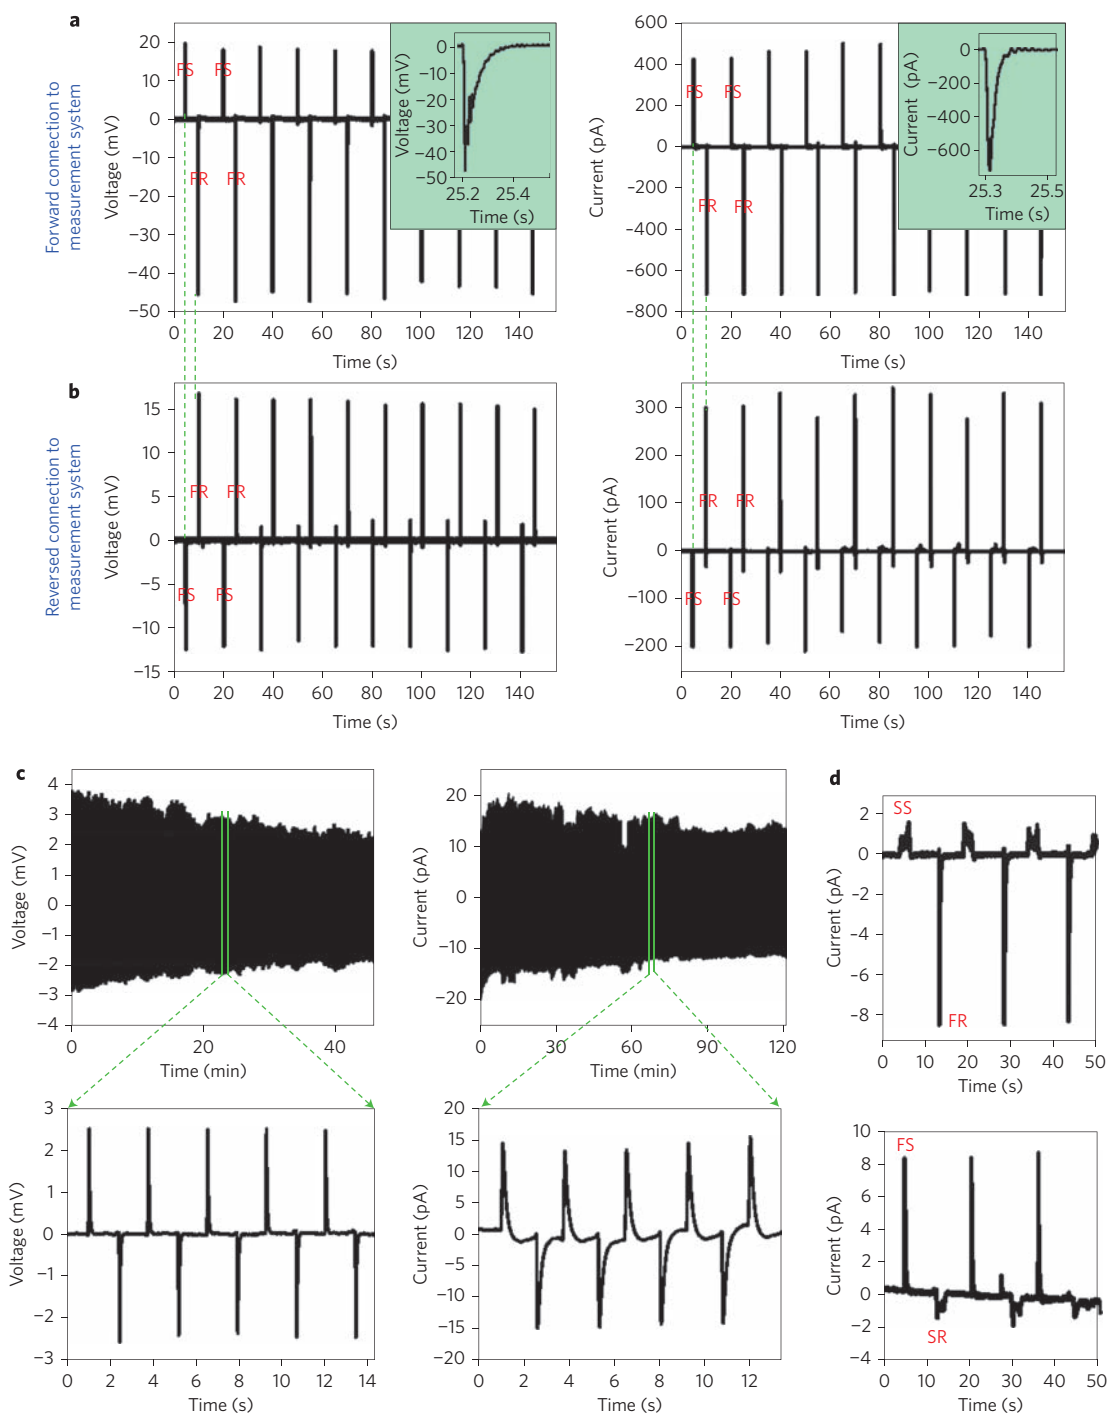 a
Forward connection to
measurement system
Voltage (mV)
20
10
0
−10
−20
−30
−40
−50
FS
FS
FR
FR
0
20
40
60
80
100
120
140
Time (s)
Voltage (mV)
0
−10
−20
−30
−40
−50
25.2
25.4
Time (s)
Current (pA)
600
400
200
0
−200
−400
−600
−800
FS
FS
FR
FR
0
20
40
60
80
100
120
140
Time (s)
Current (pA)
0
−200
−400
−600
25.3
25.5
Time (s)
b
Reversed connection to
measurement system
Voltage (mV)
15
10
5
0
−5
−10
−15
FR
FR
FS
FS
0
20
40
60
80
100
120
140
Time (s)
Current (pA)
300
200
100
0
−100
−200
FR
FR
FS
FS
0
20
40
60
80
100
120
140
Time (s)
c
Voltage (mV)
4
3
2
1
0
−1
−2
−3
−4
0
20
40
Time (min)
Current (pA)
20
10
0
−10
−20
0
30
60
90
120
Time (min)
Voltage (mV)
3
2
1
0
−1
−2
−3
0
2
4
6
8
10
12
14
Time (s)
Current (pA)
20
15
10
5
0
−5
−10
−15
−20
0
2
4
6
8
10
12
Time (s)
d
Current (pA)
2
0
−2
−4
−6
−8
SS
FR
0
10
20
30
40
50
Time (s)
Current (pA)
10
8
6
4
2
0
−2
−4
FS
SR
0
10
20
30
40
50
Time (s)